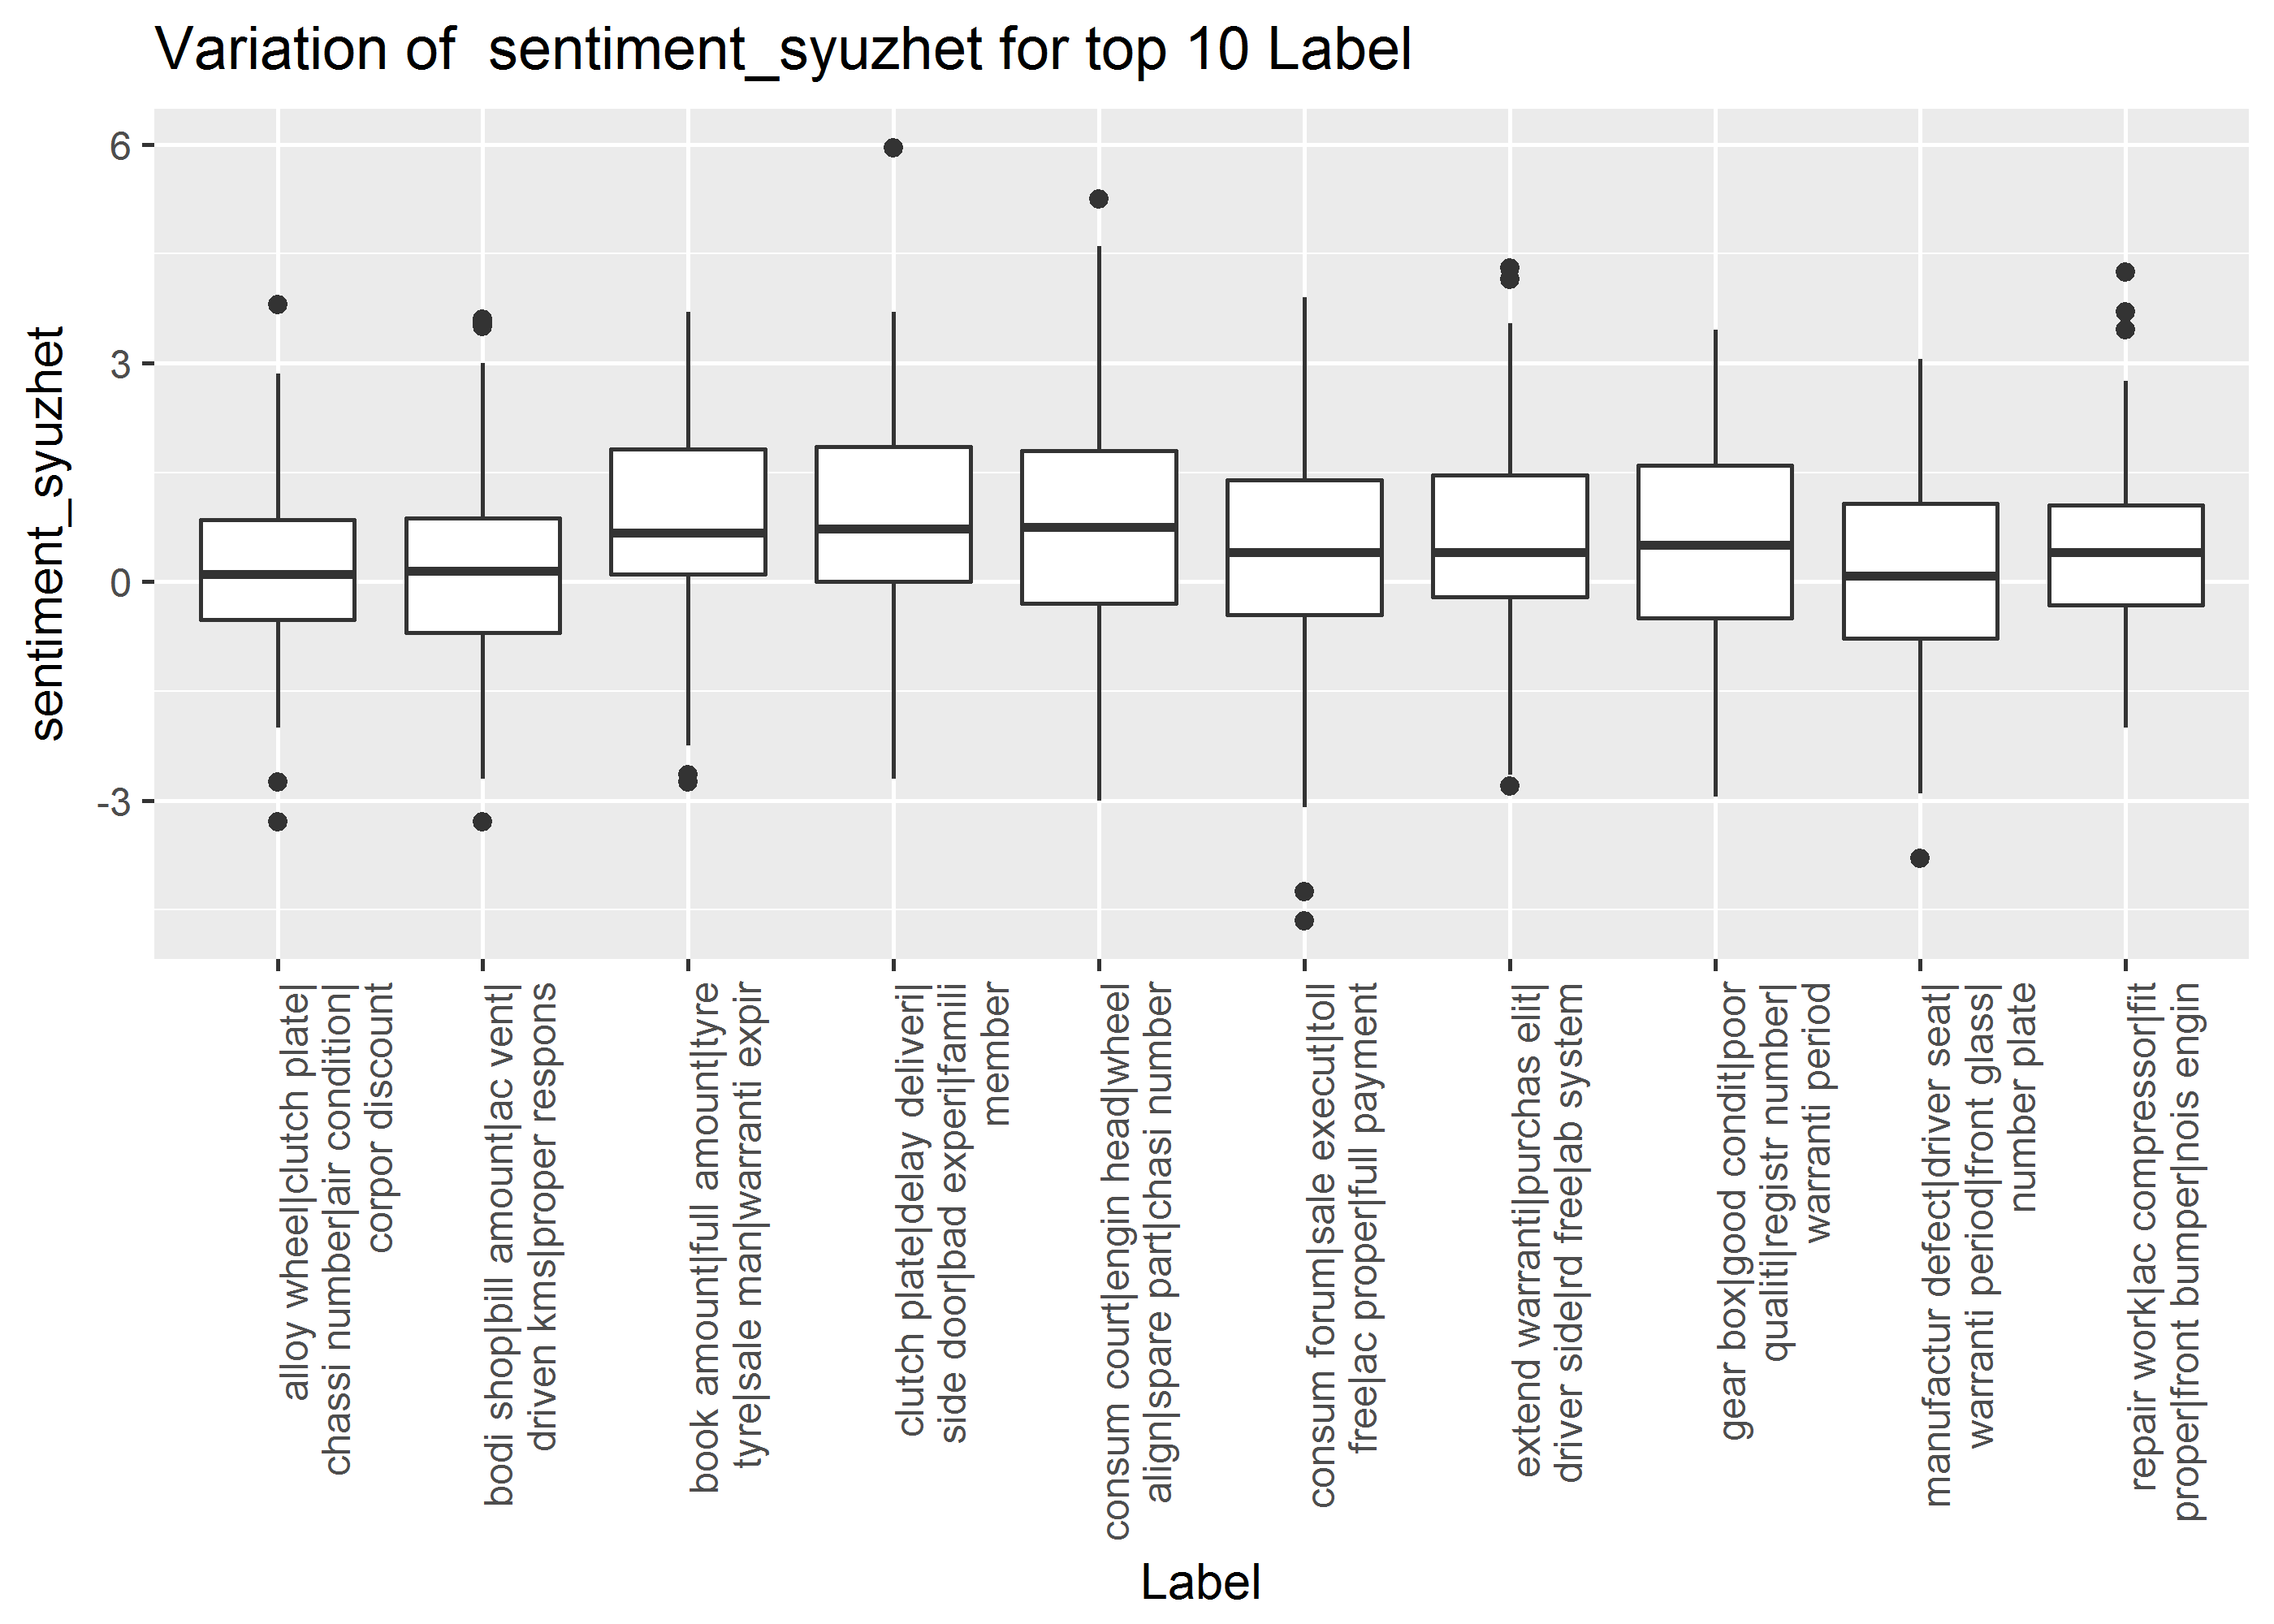 Variation of  sentiment_syuzhet for top 10 Label
sentiment_syuzhet
6
3
0
-3
alloy wheel|clutch plate|
chassi number|air condition|
corpor discount
bodi shop|bill amount|ac vent|
driven kms|proper respons
book amount|full amount|tyre
tyre|sale man|warranti expir
clutch plate|delay deliveri|
side door|bad experi|famili
member
consum court|engin head|wheel
align|spare part|chasi number
consum forum|sale execut|toll
free|ac proper|full payment
extend warranti|purchas elit|
driver side|rd free|ab system
gear box|good condit|poor
qualiti|registr number|
warranti period
manufactur defect|driver seat|
warranti period|front glass|
number plate
repair work|ac compressor|fit
proper|front bumper|nois engin
Label